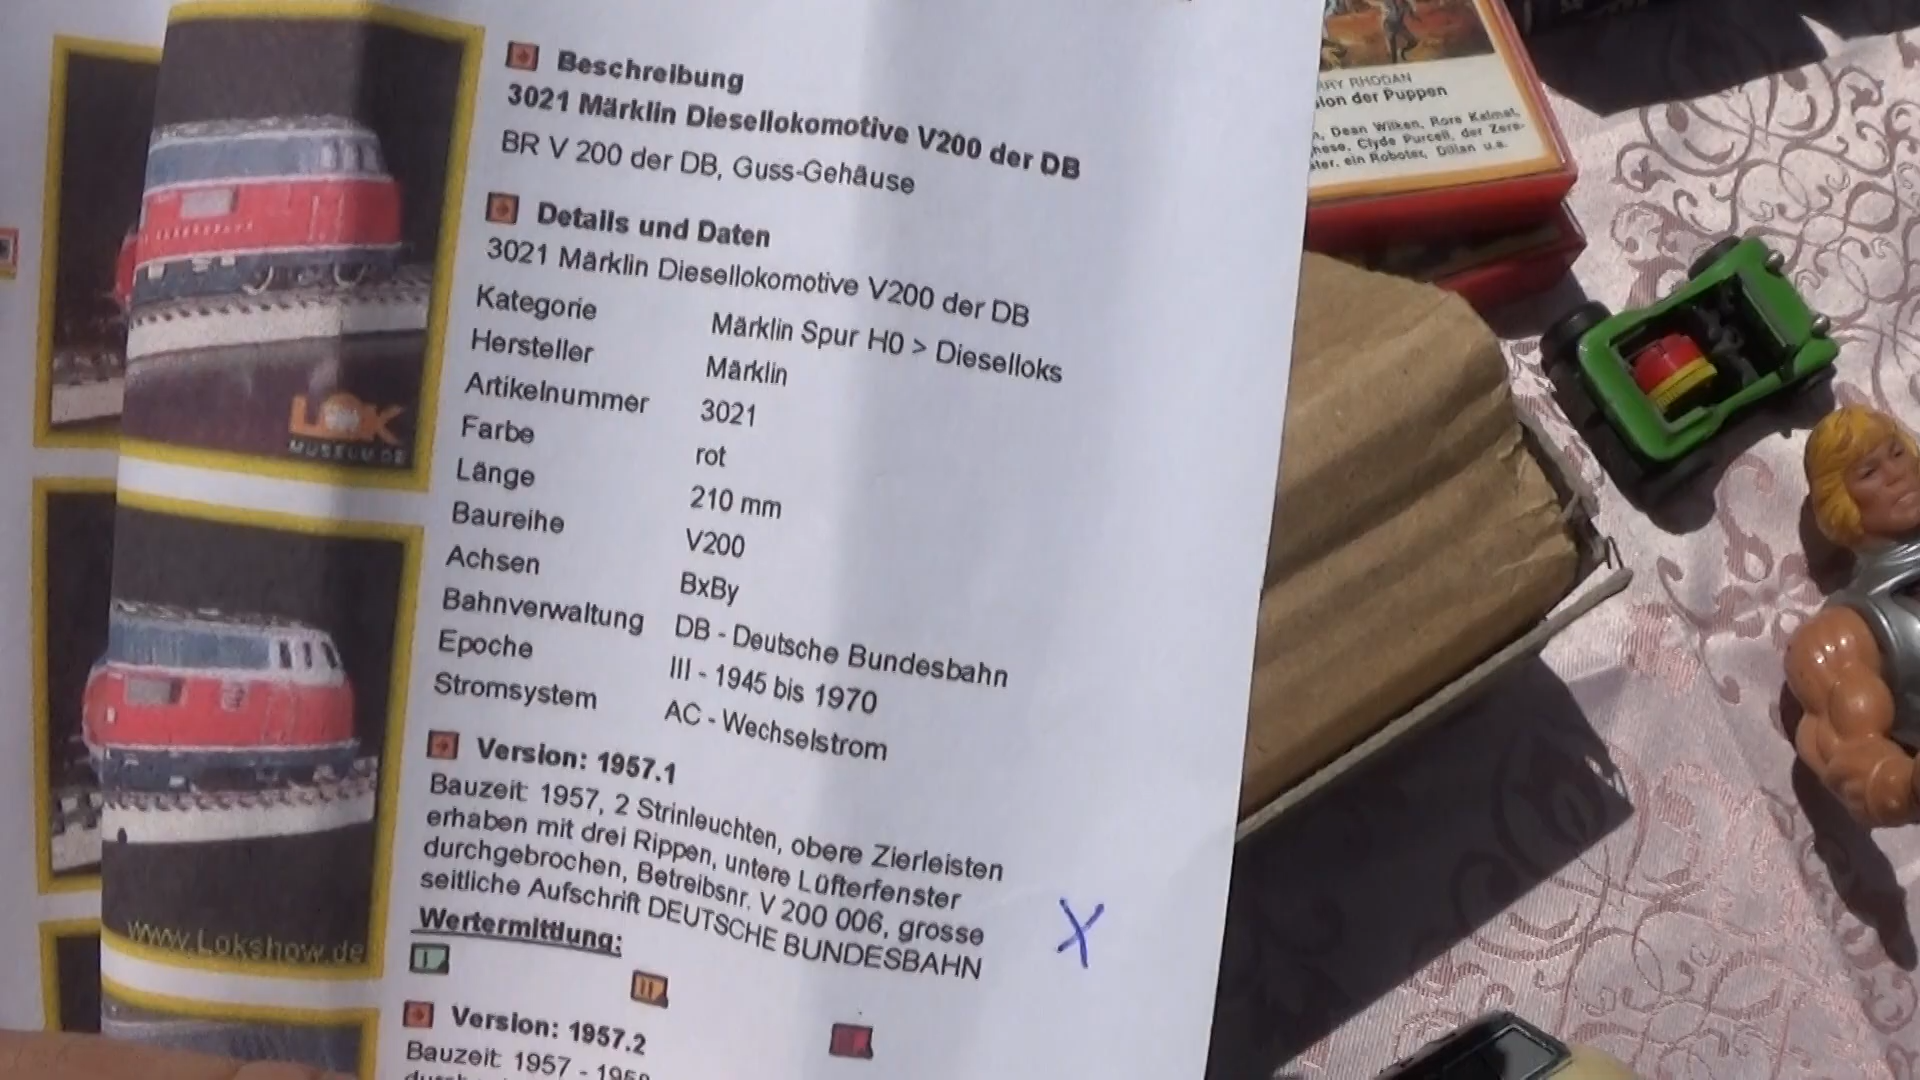 Beschreibung
3021 Märklin Diesellokomotive V200 der DB
BR V 200 der DB, Guss-Gehäuse
Details und Daten
3021 Märklin Diesellokomotive V200 der DB
Kategorie Märklin Spur H0 > Dieselloks
Hersteller Märklin
Artikelnummer 3021
Farbe rot
Länge 210 mm
Baureihe V200
Achsen BxBy
Bahnverwaltung DB - Deutsche Bundesbahn
Epoche III - 1945 bis 1970
Stromsystem AC - Wechselstrom
Version: 1957.1
Bauzeit: 1957, 2 Strinleuchten, obere Zierleisten
erhaben mit drei Rippen, untere Lüfterfenster
durchgebrochen, Betreibsnr. V 200 006, grosse
seitliche Aufschrift DEUTSCHE BUNDESBAHN
Wertermittlung:
I
II
X
Version: 1957.2
Bauzeit: 1957 - 1958
LOK
MUSEUM.DE
www.Lokshow.de
RHODAN
der Puppen
Dean Wilken, Rore Kelmat,
Clyde Purcell, der Zere-
ein Roboter, Dillan u.a.